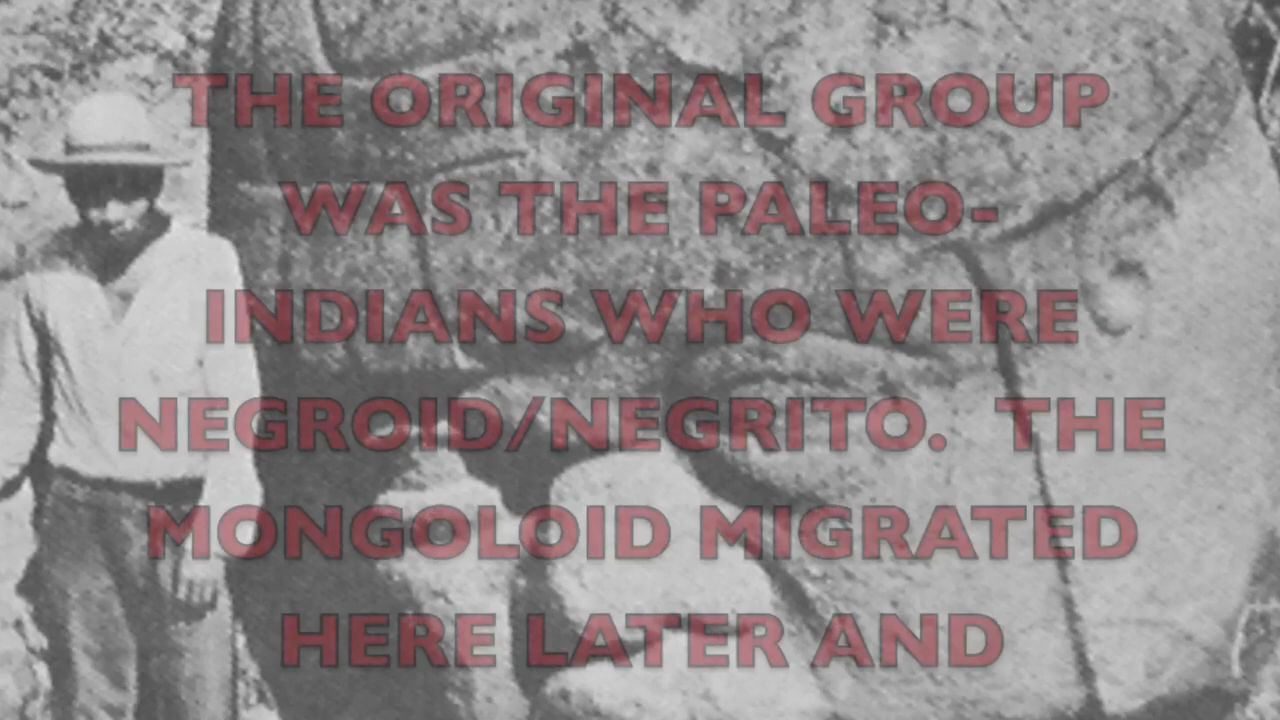 THE ORIGINAL GROUP
WAS THE PALEO-
INDIANS WHO WERE
NEGROID/NEGRITO. THE
MONGOLOID MIGRATED
HERE LATER AND